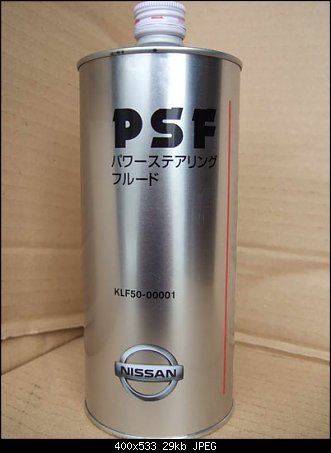 PSF
パワーステアリング
フルード
KLF50-00001
NISSAN
400x533 29kb JPEG